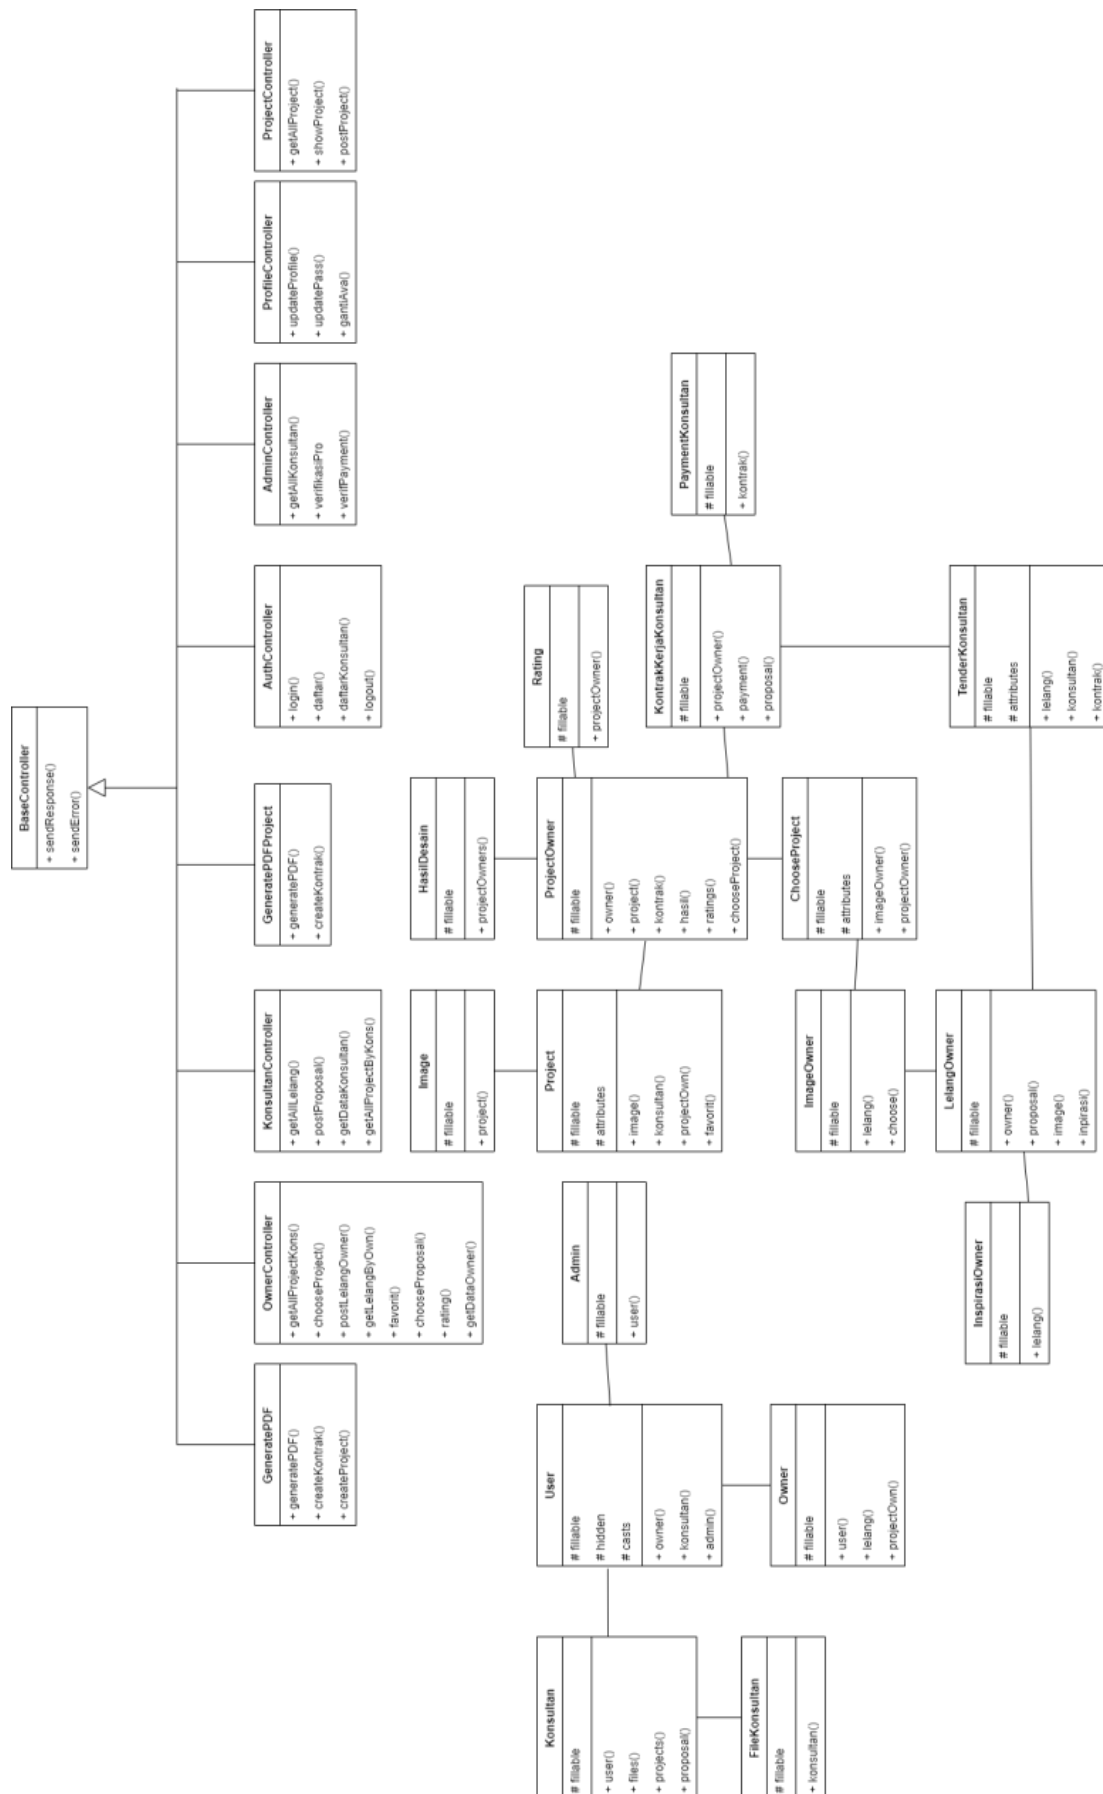 BaseController
+ sendResponse()
+ sendError()
GeneratePDF
+ generatePDF()
+ createKontrak()
+ createProject()
OwnerController
+ getAllProjectKons()
+ chooseProject()
+ postLelangOwner()
+ getLelangByOwn()
+ favorit()
+ chooseProposal()
+ rating()
+ getDataOwner()
KonsultanController
+ getAllLelang()
+ postProposal()
+ getDataKonsultan()
+ getAllProjectByKons()
GeneratePDFProject
+ generatePDF()
+ createKontrak()
AuthController
+ login()
+ daftar()
+ daftarKonsultan()
+ logout()
AdminController
+ getAllKonsultan()
+ verifikasiPro
+ verifPayment()
ProfileController
+ updateProfile()
+ updatePass()
+ gantiAva()
ProjectController
+ getAllProject()
+ showProject()
+ postProject()
Image
# fillable
+ project()
HasilDesain
# fillable
+ projectOwners()
Rating
# fillable
+ projectOwner()
Konsultan
# fillable
+ user()
+ files()
+ projects()
+ proposal()
User
# fillable
# hidden
# casts
+ owner()
+ konsultan()
+ admin()
Admin
# fillable
+ user()
Project
# fillable
# attributes
+ image()
+ konsultan()
+ projectOwn()
+ favorit()
ProjectOwner
# fillable
+ owner()
+ project()
+ kontrak()
+ hasil()
+ ratings()
+ chooseProject()
KontrakKerjaKonsultan
# fillable
+ projectOwner()
+ payment()
+ proposal()
PaymentKonsultan
# fillable
+ kontrak()
FileKonsultan
# fillable
+ konsultan()
Owner
# fillable
+ user()
+ lelang()
+ projectOwn()
ImageOwner
# fillable
+ lelang()
+ choose()
ChooseProject
# fillable
# attributes
+ imageOwner()
+ projectOwner()
InspirasiOwner
# fillable
+ lelang()
LelangOwner
# fillable
+ owner()
+ proposal()
+ image()
+ inpirasi()
TenderKonsultan
# fillable
# attributes
+ lelang()
+ konsultan()
+ kontrak()